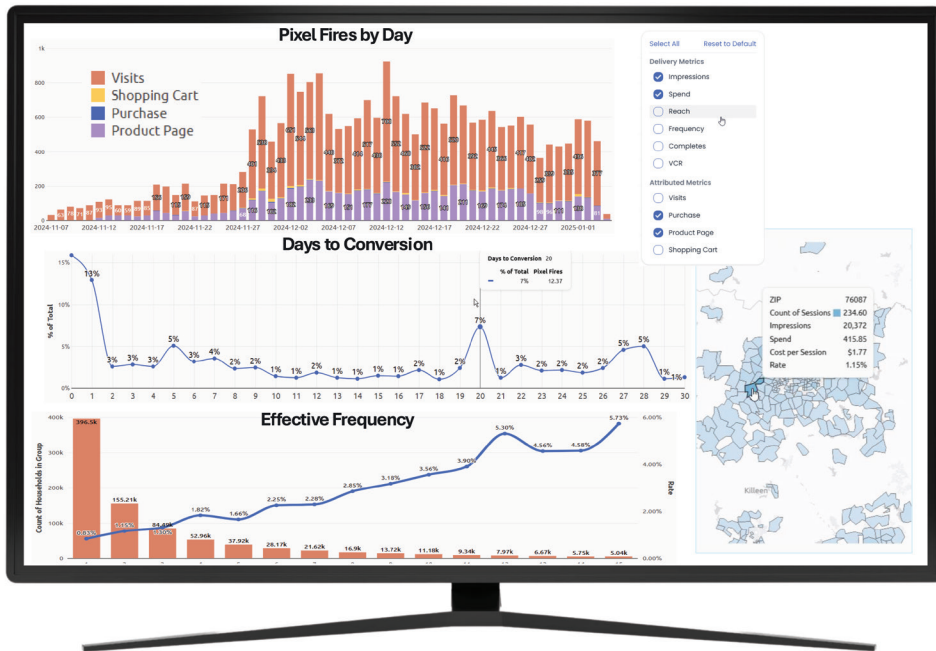 Pixel Fires by Day
1k
800
600
400
200
0
Visits
Shopping Cart
Purchase
Product Page
2024-11-07 2024-11-12 2024-11-17 2024-11-22 2024-11-27 2024-12-02 2024-12-07 2024-12-12 2024-12-17 2024-12-22 2024-12-27 2025-01-01
Select All Reset to Default
Delivery Metrics
Impressions
Spend
Reach
Frequency
Completes
VCR
Attributed Metrics
Visits
Purchase
Product Page
Shopping Cart
Days to Conversion
% of Total
15%
10%
5%
0%
13% 3% 3% 3% 5% 3% 4% 2% 2% 1% 1% 2% 1% 1% 1% 1% 2% 1% 2% 7% 1% 3% 2% 2% 2% 2% 5% 5% 1% 1%
0 1 2 3 4 5 6 7 8 9 10 11 12 13 14 15 16 17 18 19 20 21 22 23 24 25 26 27 28 29 30
Days to Conversion 20
% of Total Pixel Fires
7% 12.37
ZIP 76087
Count of Sessions 234.60
Impressions 20,372
Spend 415.85
Cost per Session $1.77
Rate 1.15%
Killeen
Effective Frequency
Count of Households in Group
400k
300k
200k
100k
0
396.5k 155.21k 84.49k 52.96k 37.92k 28.17k 21.62k 16.9k 13.72k 11.18k 9.34k 7.97k 6.67k 5.75k 5.04k
1.82% 1.66% 2.25% 2.28% 2.85% 3.18% 3.56% 3.90% 5.30% 4.56% 4.58% 5.73%
6.00%
4.00%
2.00%
0.00%
Rate